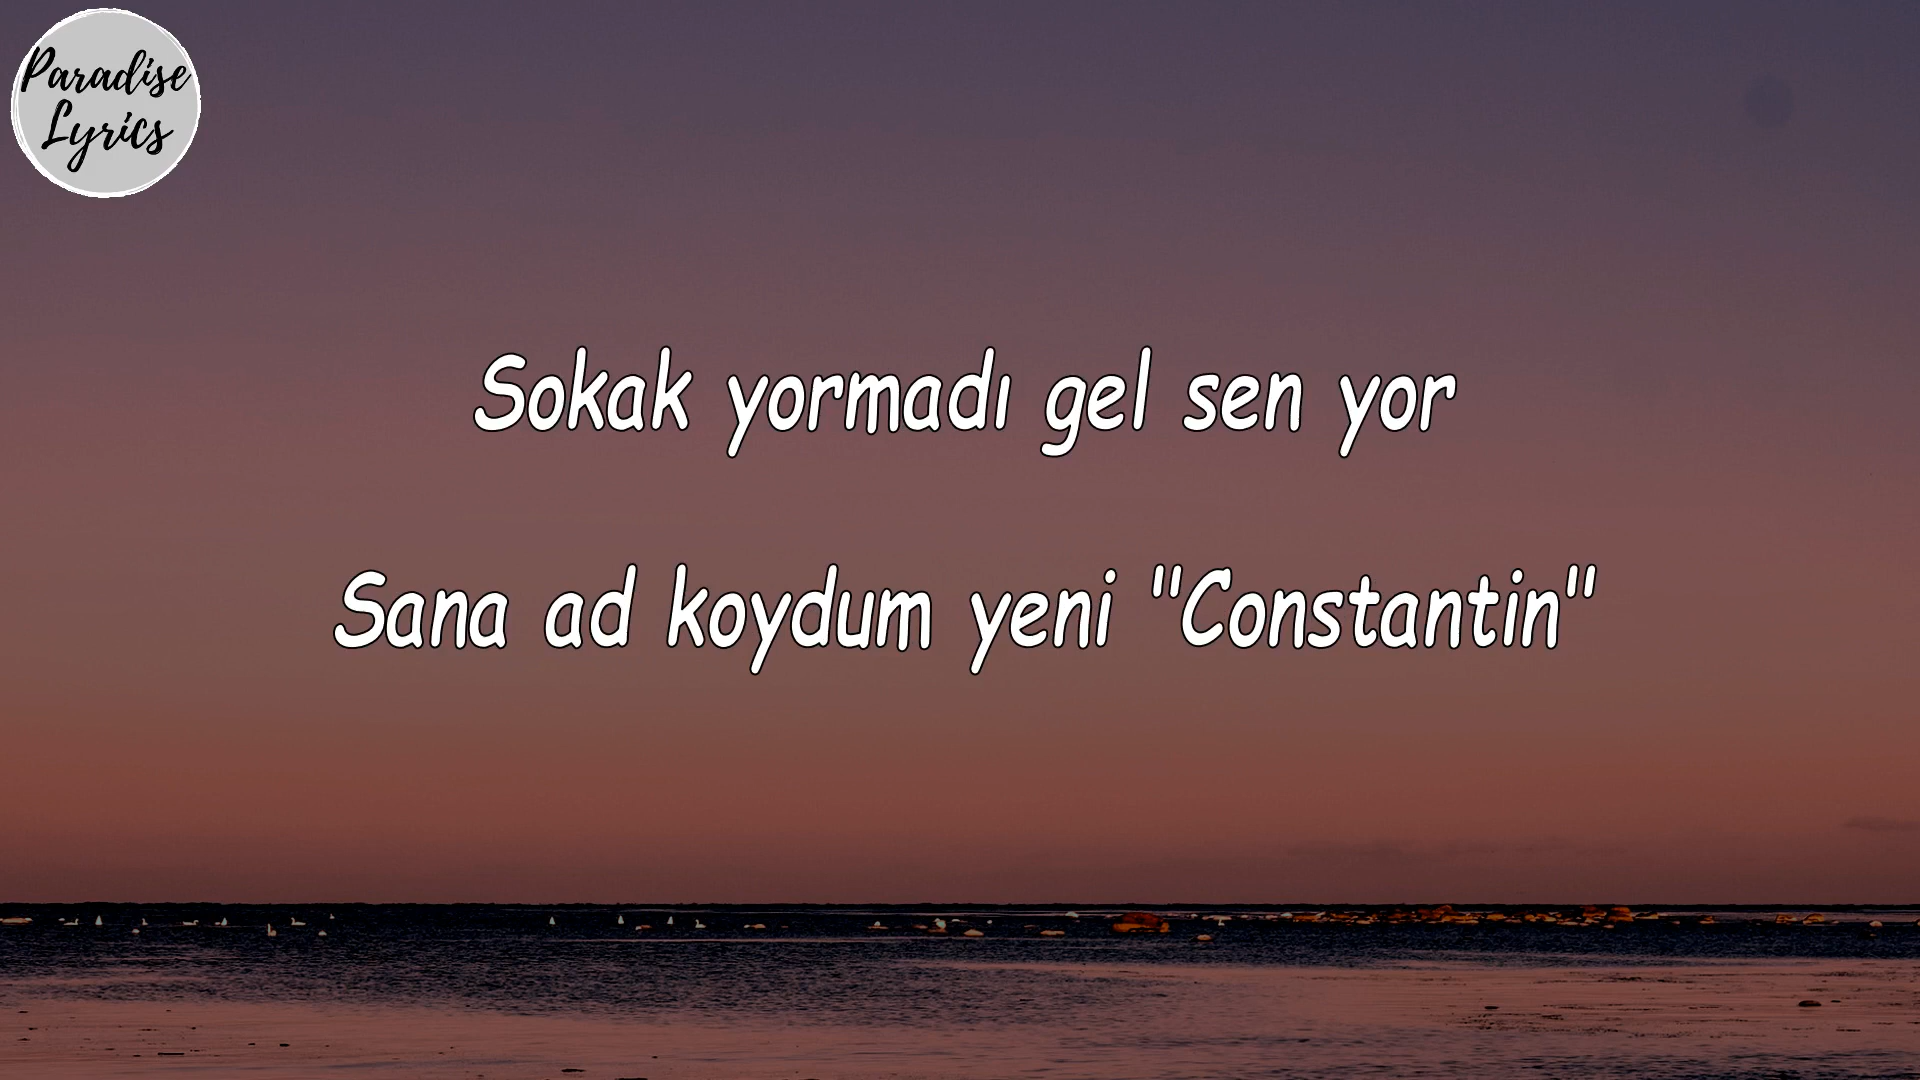 Paradise
Lyrics
Sokak yormadı gel sen yor
Sana ad koydum yeni "Constantin"